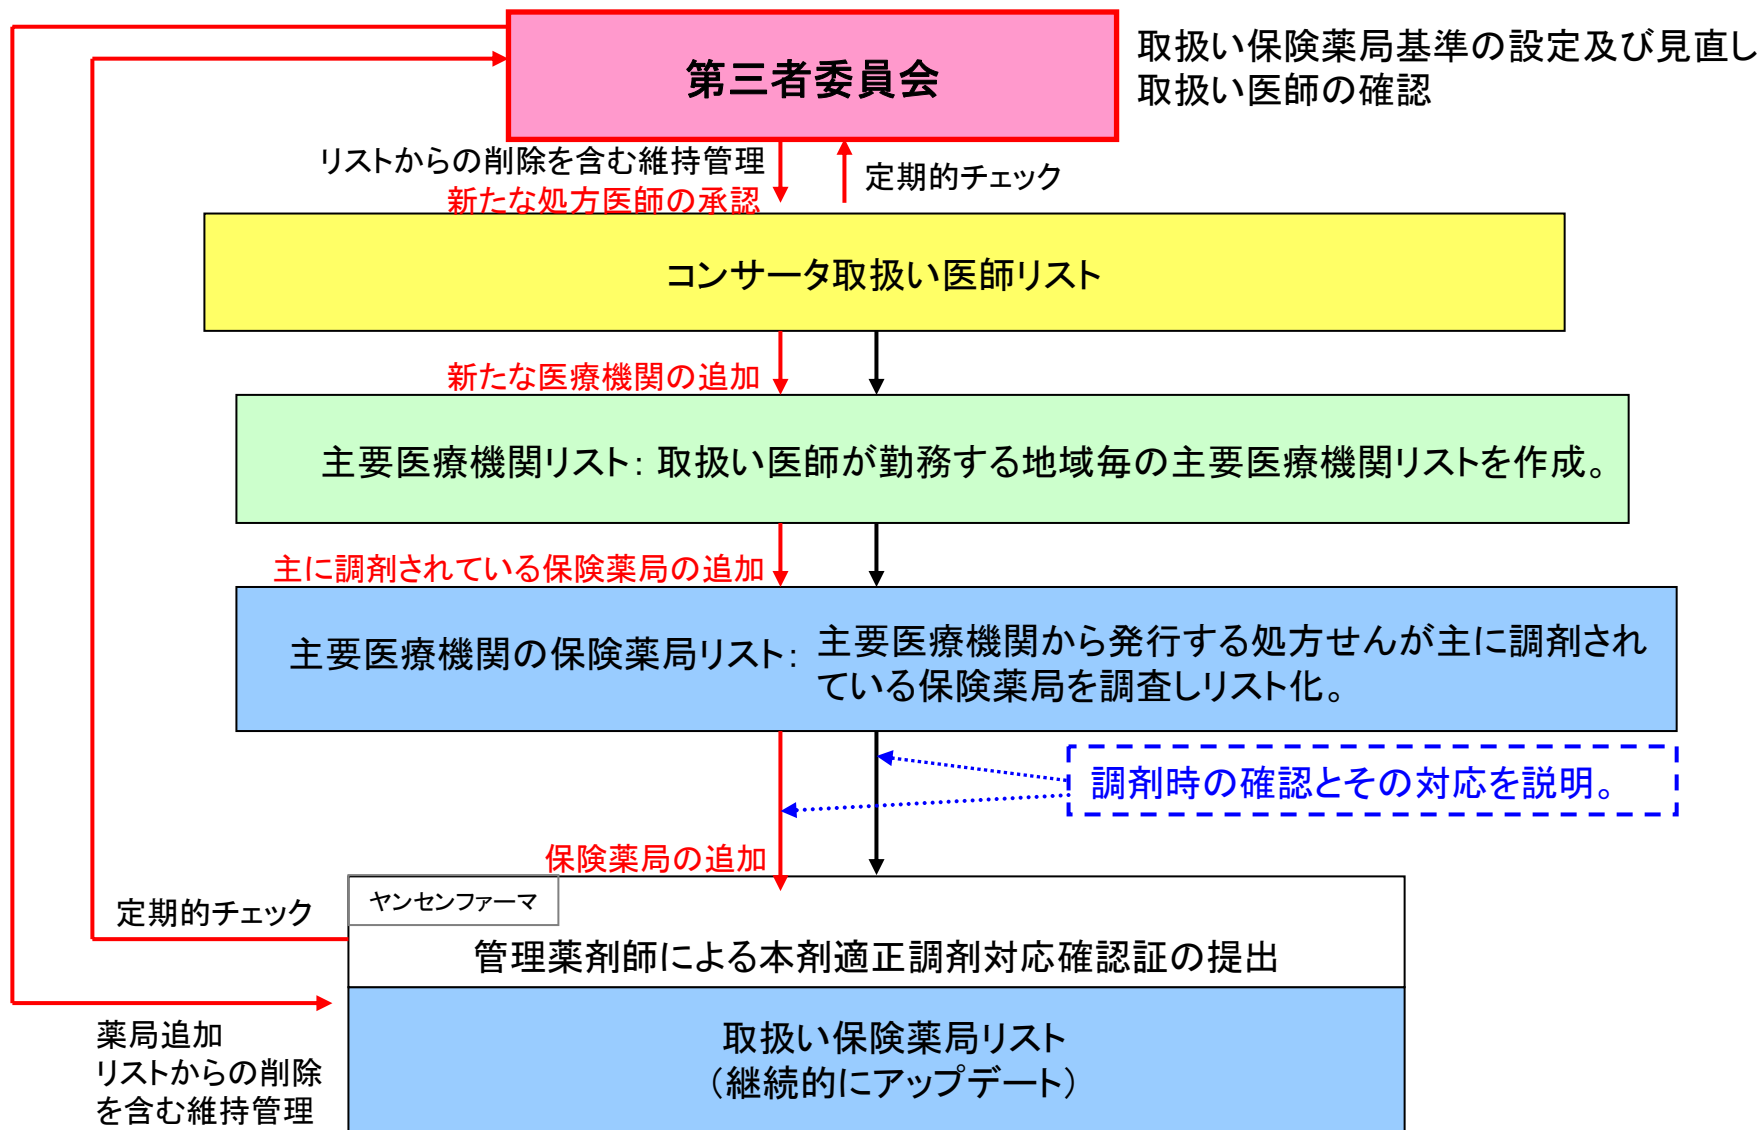 第三者委員会
取扱い保険薬局基準の設定及び見直し
取扱い医師の確認
リストからの削除を含む維持管理
新たな処方医師の承認
定期的チェック
コンサータ取扱い医師リスト
新たな医療機関の追加
主要医療機関リスト：取扱い医師が勤務する地域毎の主要医療機関リストを作成。
主に調剤されている保険薬局の追加
主要医療機関の保険薬局リスト：
主要医療機関から発行する処方せんが主に調剤され
ている保険薬局を調査しリスト化。
調剤時の確認とその対応を説明。
保険薬局の追加
ヤンセンファーマ
定期的チェック
管理薬剤師による本剤適正調剤対応確認証の提出
薬局追加
リストからの削除
を含む維持管理
取扱い保険薬局リスト
（継続的にアップデート）